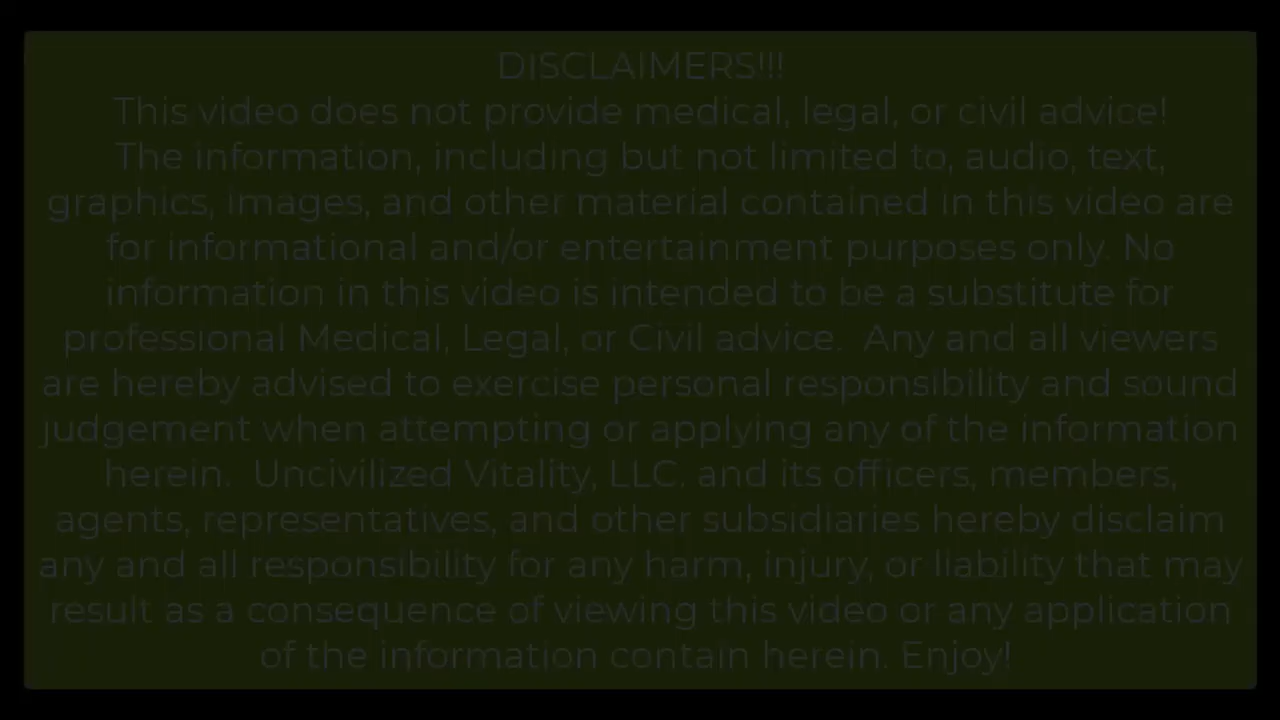 DISCLAIMERS!!!
This video does not provide medical, legal, or civil advice!
The information, including but not limited to, audio, text,
graphics, images, and other material contained in this video are
for informational and/or entertainment purposes only. No
information in this video is intended to be a substitute for
professional Medical, Legal, or Civil advice.  Any and all viewers
are hereby advised to exercise personal responsibility and sound
judgement when attempting or applying any of the information
herein.  Uncivilized Vitality, LLC. and its officers, members,
agents, representatives, and other subsidiaries hereby disclaim
any and all responsibility for any harm, injury, or liability that may
result as a consequence of viewing this video or any application
of the information contain herein. Enjoy!